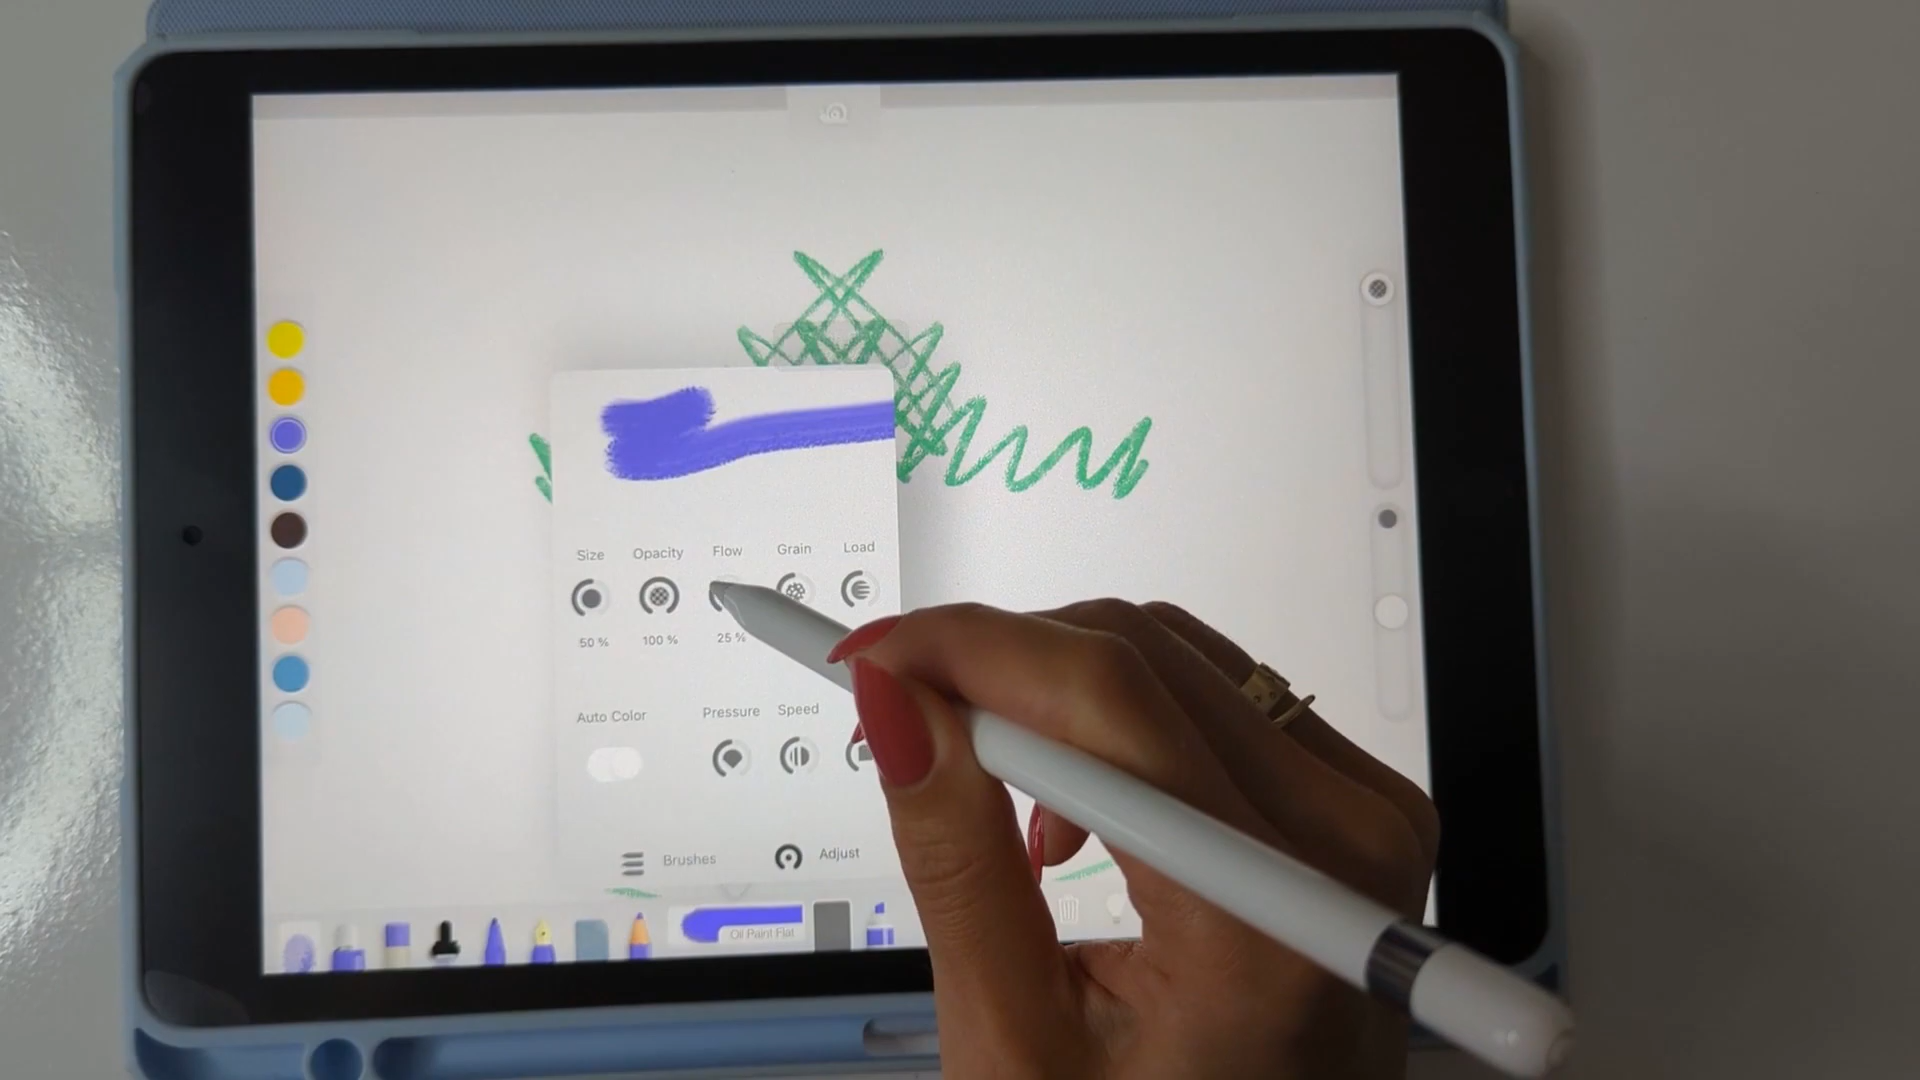 Size Opacity Flow Grain Load
50 % 100 % 25 %
Auto Color Pressure Speed
Brushes Adjust
Oil Paint Flat